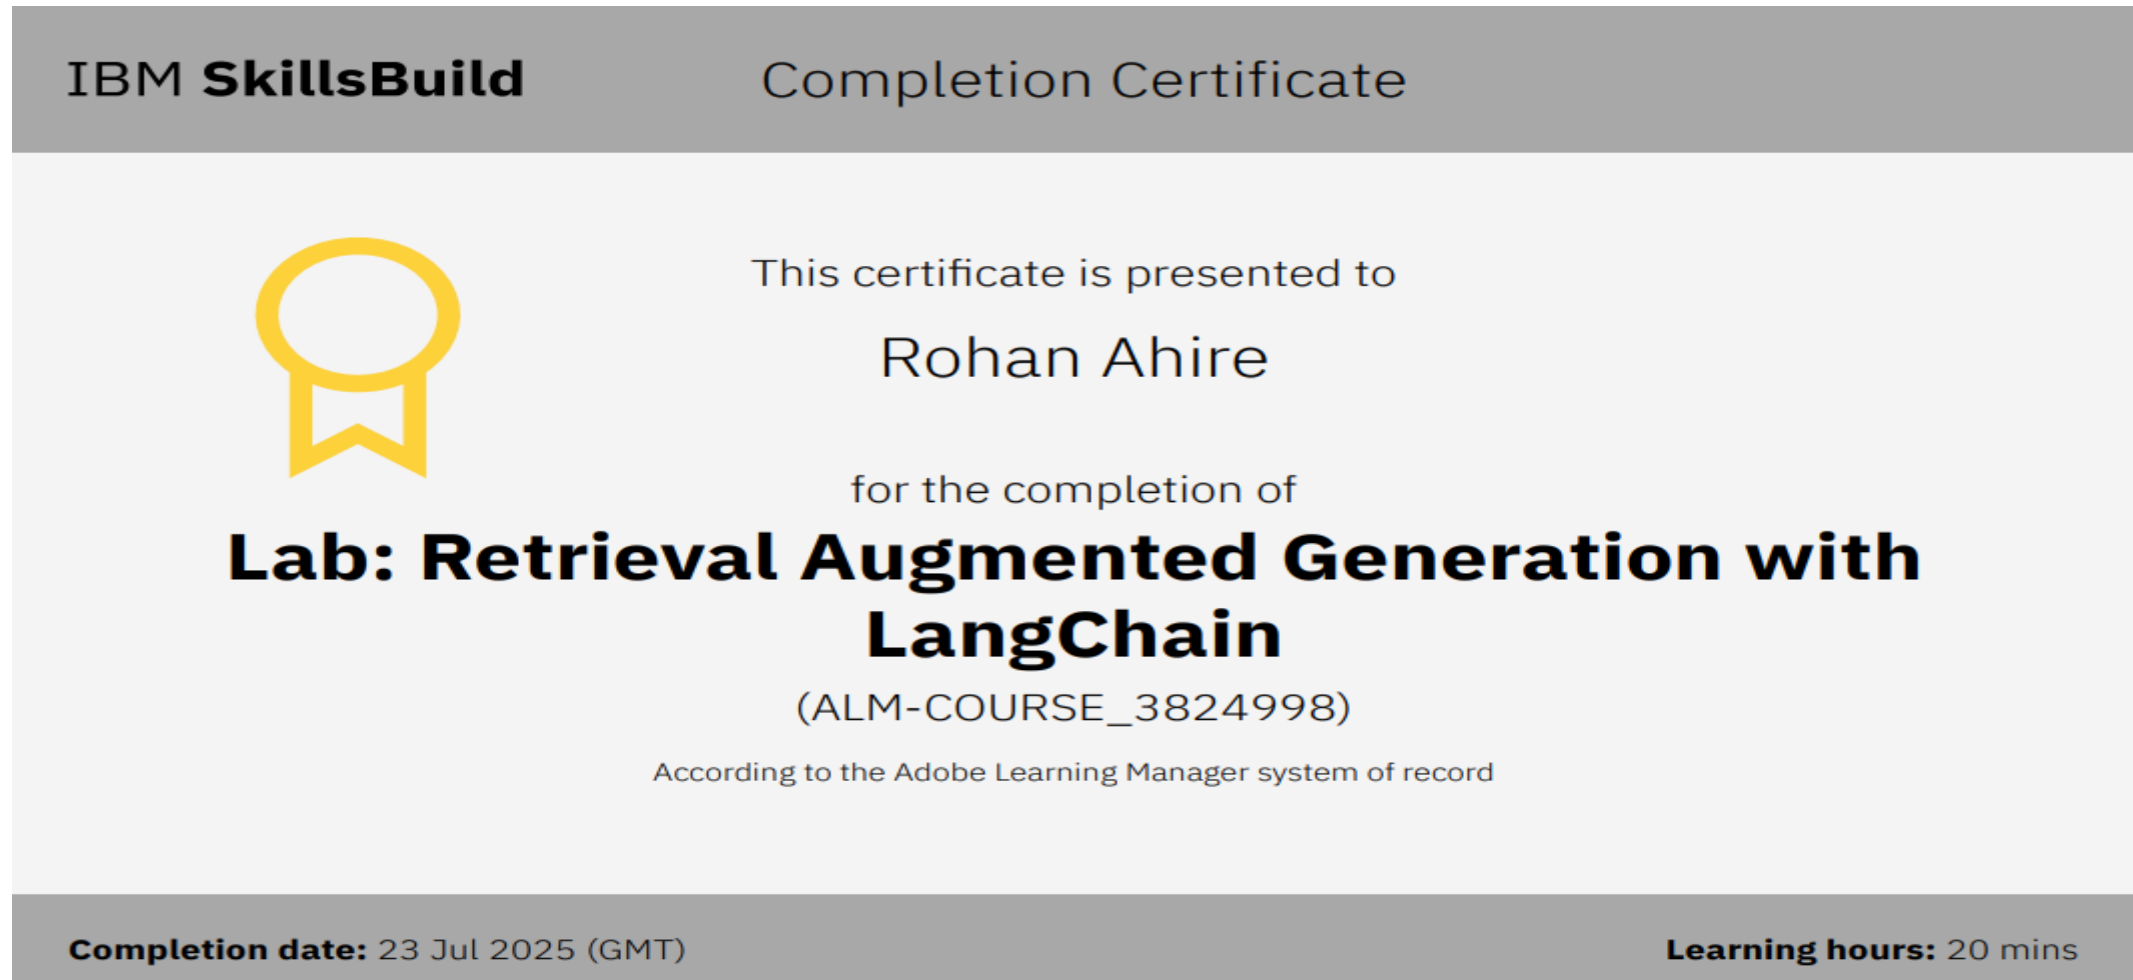 IBM SkillsBuild
Completion Certificate
This certificate is presented to
Rohan Ahire
for the completion of
Lab: Retrieval Augmented Generation with
LangChain
(ALM-COURSE_3824998)
According to the Adobe Learning Manager system of record
Completion date: 23 Jul 2025 (GMT)
Learning hours: 20 mins